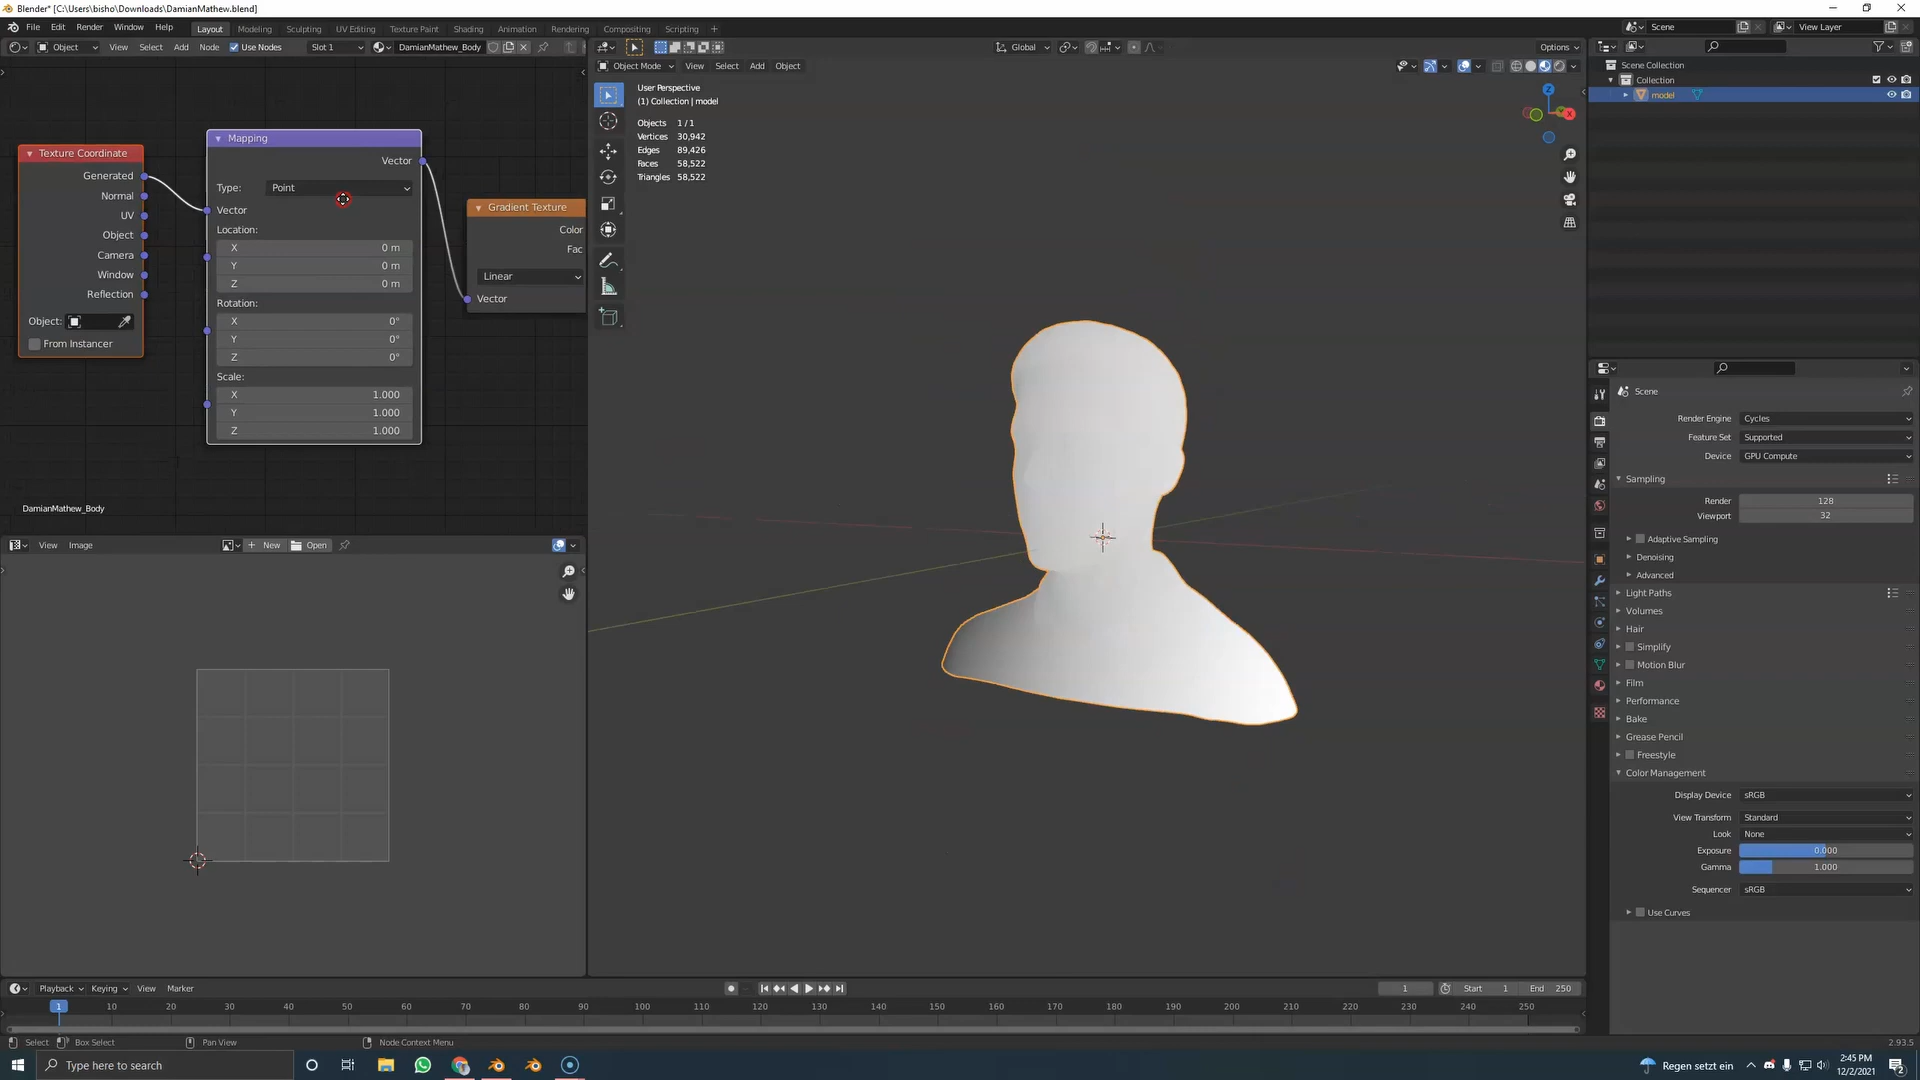 Blender* [C:\Users\bisho\Downloads\DamianMathew.blend]
File Edit Render Window Help Layout Modeling Sculpting UV Editing Texture Paint Shading Animation Rendering Compositing Scripting + Scene View Layer
Object View Select Add Node Use Nodes Slot 1 DamianMathew_Body Global Options
Object Mode View Select Add Object
User Perspective
(1) Collection | model
Objects 1 / 1
Vertices 30,942
Edges 89,426
Faces 58,522
Triangles 58,522
Texture Coordinate
Generated
Normal
UV
Object
Camera
Window
Reflection
Object:
From Instancer
Mapping
Vector
Type: Point
Vector
Location:
X 0 m
Y 0 m
Z 0 m
Rotation:
X 0°
Y 0°
Z 0°
Scale:
X 1.000
Y 1.000
Z 1.000
Gradient Texture
Color
Fac
Linear
Vector
DamianMathew_Body
View Image + New Open
Z
X
Scene Collection
Collection
model
Scene
Render Engine Cycles
Feature Set Supported
Device GPU Compute
Sampling
Render 128
Viewport 32
Adaptive Sampling
Denoising
Advanced
Light Paths
Volumes
Hair
Simplify
Motion Blur
Film
Performance
Bake
Grease Pencil
Freestyle
Color Management
Display Device sRGB
View Transform Standard
Look None
Exposure 0.000
Gamma 1.000
Sequencer sRGB
Use Curves
Playback Keying View Marker 1 Start 1 End 250
1 10 20 30 40 50 60 70 80 90 100 110 120 130 140 150 160 170 180 190 200 210 220 230 240 250
Select Box Select Pan View Node Context Menu 2.93.5
Type here to search Regen setzt ein 2:45 PM
12/2/2021
2